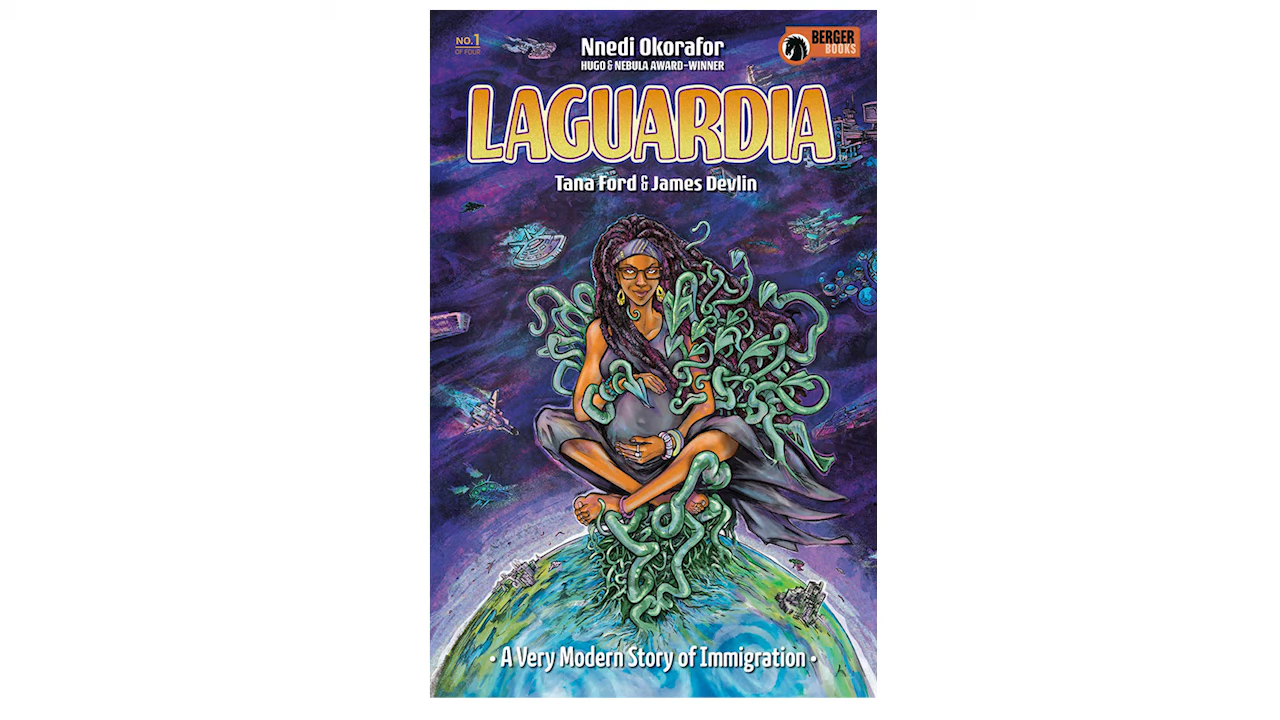 NO.1
OF FOUR
Nnedi Okorafor
HUGO & NEBULA AWARD-WINNER
BERGER
BOOKS
LAGUARDIA
TM
Tana Ford & James Devlin
• A Very Modern Story of Immigration •